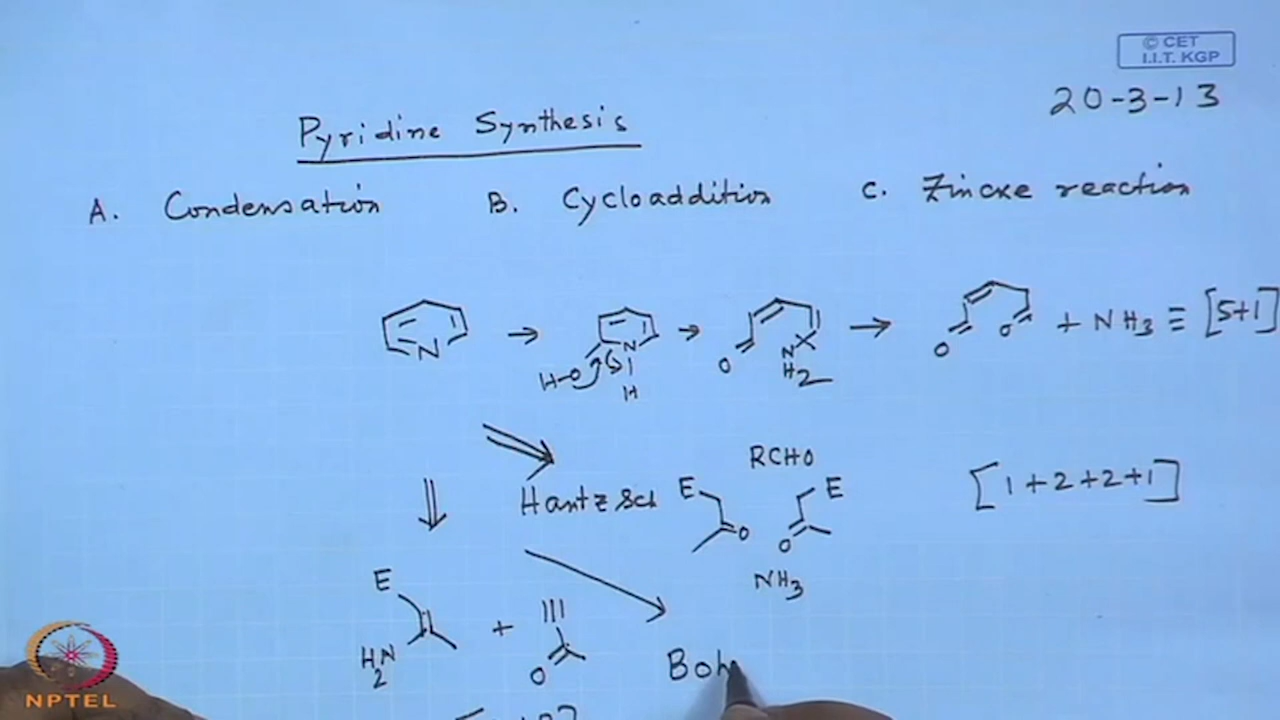 © CET
I.I.T. KGP
20-3-13
Pyridine Synthesis
A. Condensation B. Cycloaddition C. Zincke reaction
N → H-O N H → O N H2 → O O + NH3 ≡ [5+1]
RCHO
Hantzsch E O O E [1+2+2+1]
NH3
E H2N + O
Boh
NPTEL